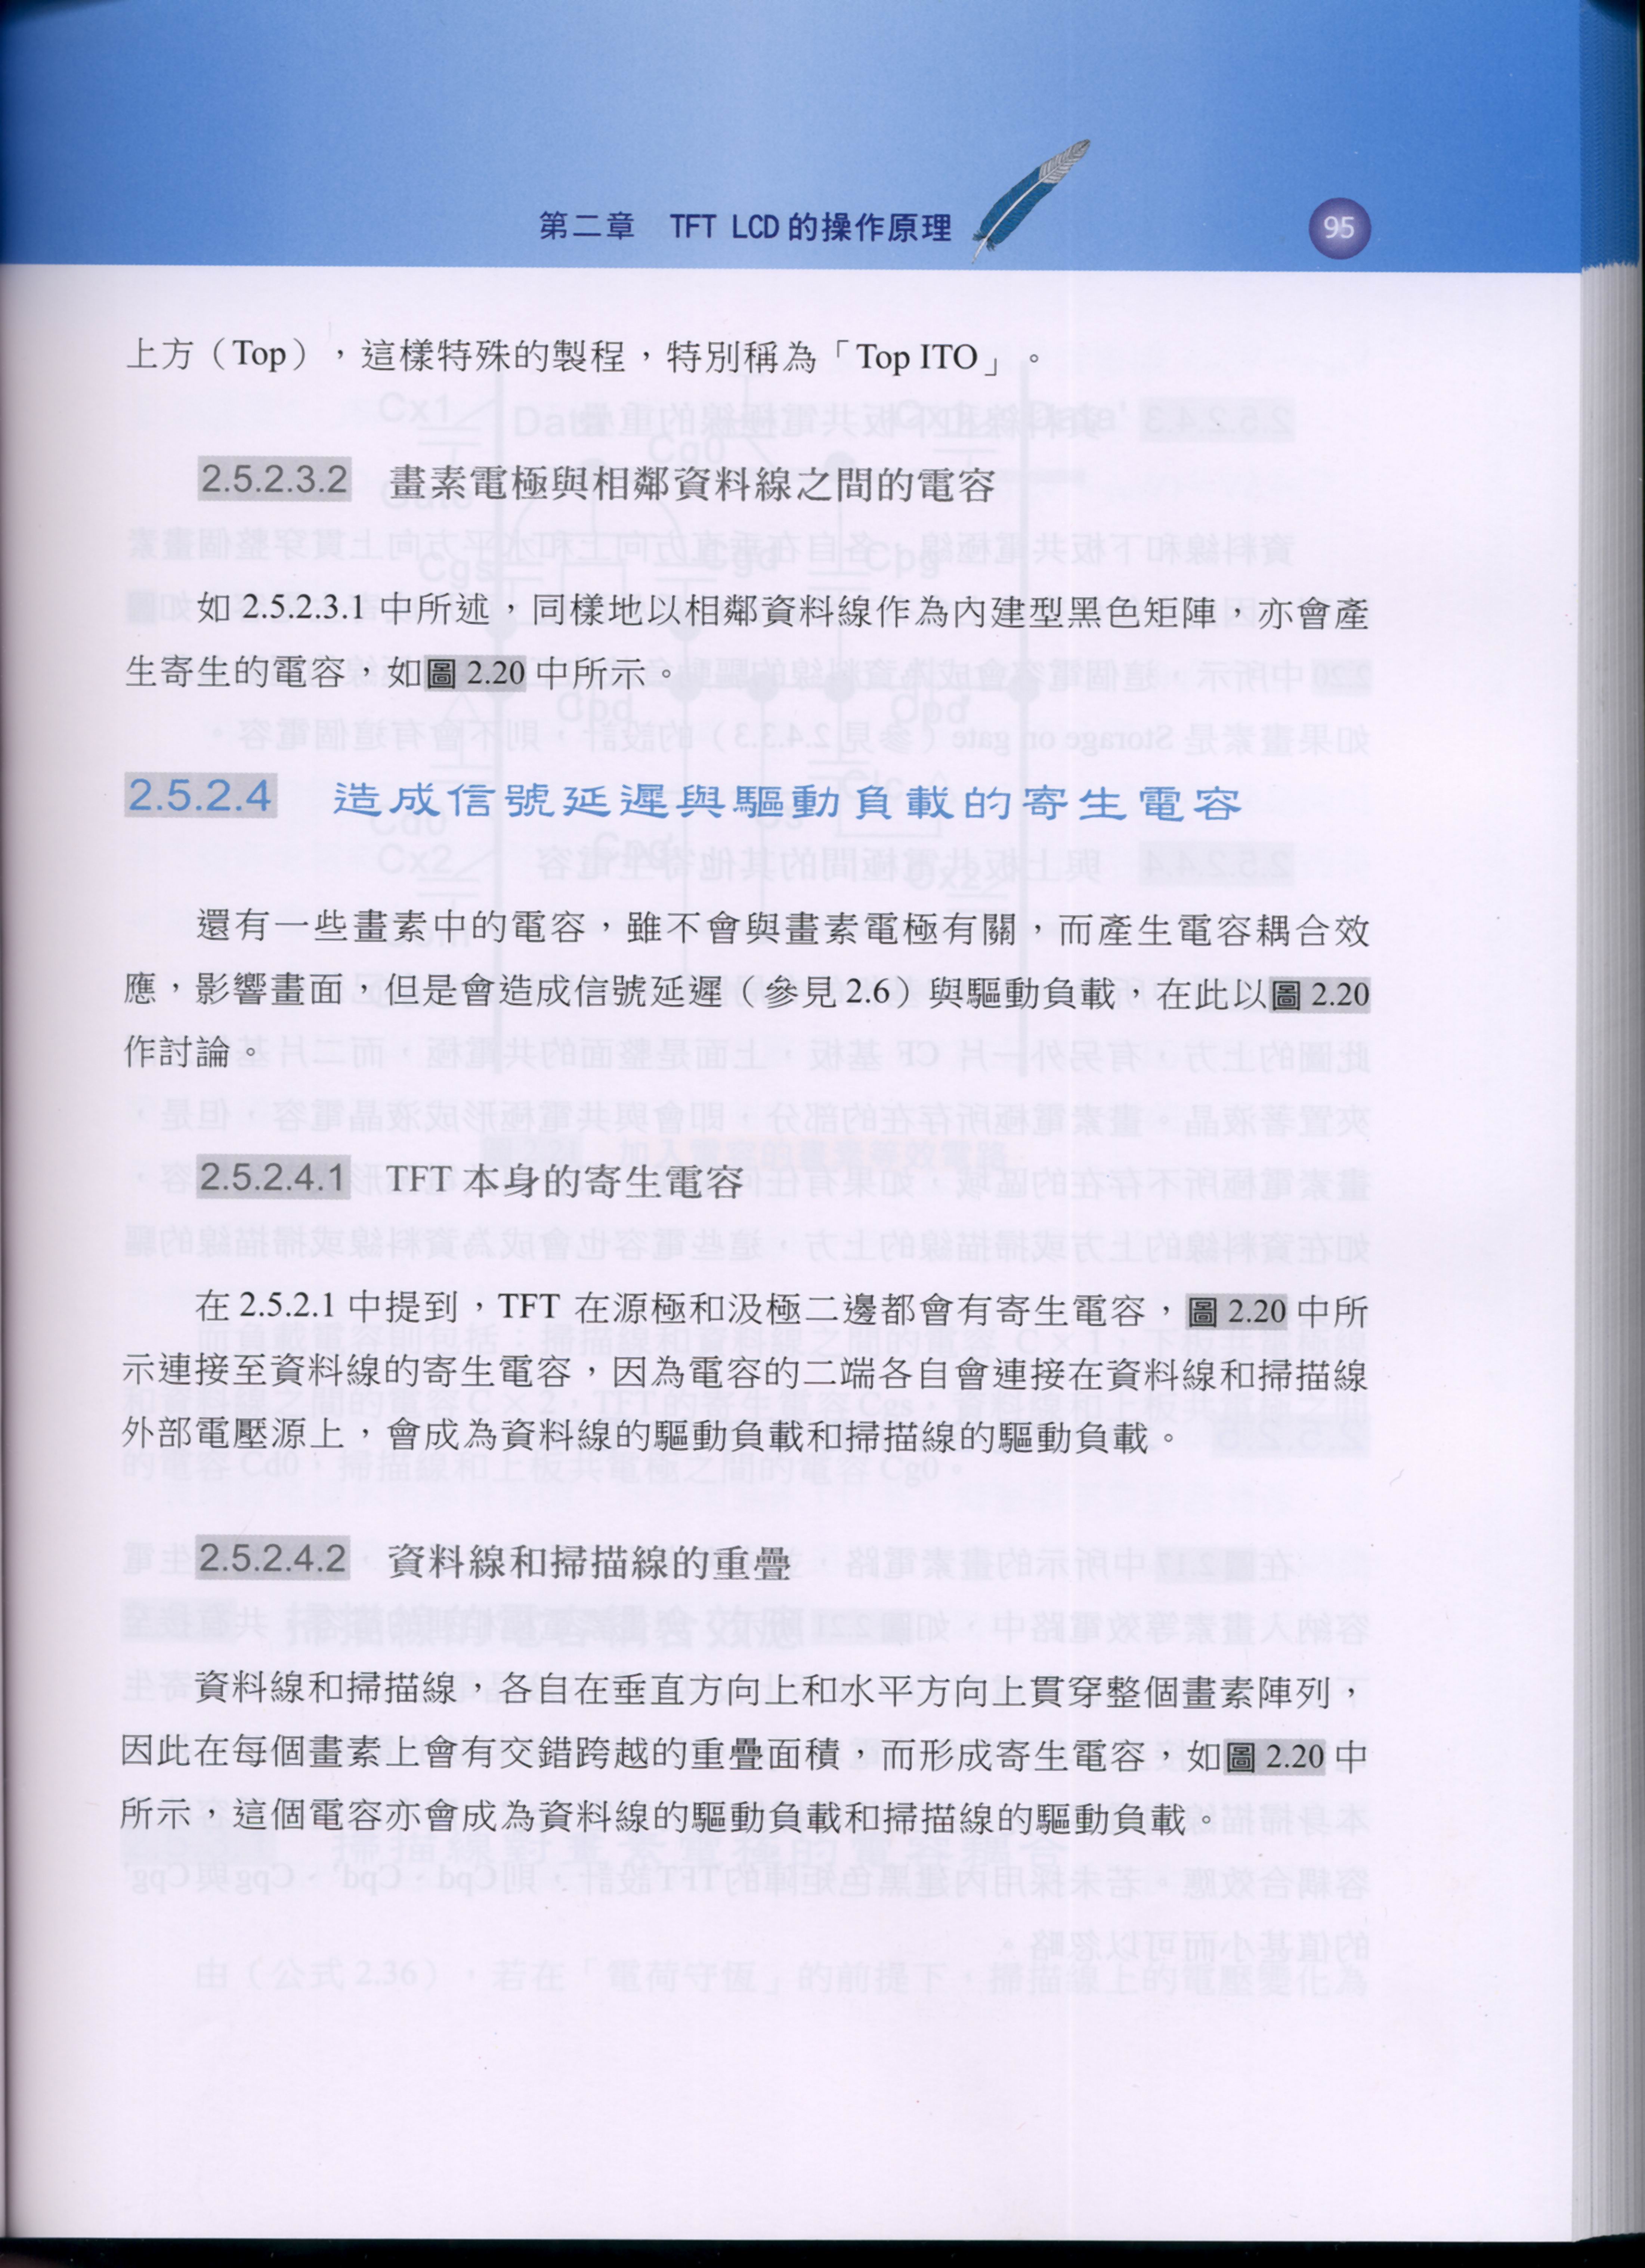 第二章 TFT LCD的操作原理
95
上方（Top），這樣特殊的製程，特別稱為「Top ITO」。
2.5.2.3.2 畫素電極與相鄰資料線之間的電容
如 2.5.2.3.1 中所述，同樣地以相鄰資料線作為內建型黑色矩陣，亦會產
生寄生的電容，如圖 2.20 中所示。
2.5.2.4 造成信號延遲與驅動負載的寄生電容
還有一些畫素中的電容，雖不會與畫素電極有關，而產生電容耦合效
應，影響畫面，但是會造成信號延遲（參見 2.6）與驅動負載，在此以圖 2.20
作討論。
2.5.2.4.1 TFT 本身的寄生電容
在 2.5.2.1 中提到，TFT 在源極和汲極二邊都會有寄生電容，圖 2.20 中所
示連接至資料線的寄生電容，因為電容的二端各自會連接在資料線和掃描線
外部電壓源上，會成為資料線的驅動負載和掃描線的驅動負載。
2.5.2.4.2 資料線和掃描線的重疊
資料線和掃描線，各自在垂直方向上和水平方向上貫穿整個畫素陣列，
因此在每個畫素上會有交錯跨越的重疊面積，而形成寄生電容，如圖 2.20 中
所示，這個電容亦會成為資料線的驅動負載和掃描線的驅動負載。